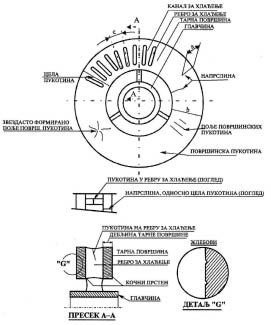 A
КАНАЛ ЗА ХЛАЂЕЊЕ
РЕБРО ЗА ХЛАЂЕЊЕ
ТАРНА ПОВРШИНА
ГЛАВЧИНА
ЦЕЛА
ПУКОТИНА
НАПРСЛИНА
A
ЗВЕЗДАСТО ФОРМИРАНО
ПОЉЕ ПОВРШ. ПУКОТИНА
ПОЉЕ
ПОВРШИНСКИХ
ПУКОТИНА
ПОВРШИНСКА ПУКОТИНА
ПУКОТИНА У РЕБРУ ЗА ХЛАЂЕЊЕ (ПОГЛЕД)
НАПРСЛИНА, ОДНОСНО ЦЕЛА ПУКОТИНА (ПОГЛЕД)
ПУКОТИНА НА РЕБРУ ЗА ХЛАЂЕЊЕ
ДЕБЉИНА ТАРНЕ ПОВРШИНЕ
ЖЛЕБОВИ
ТАРНА ПОВРШИНА
"G"
РЕБРО ЗА ХЛАЂЕЊЕ
КОЧНИ ПРСТЕН
ГЛАВЧИНА
ПРЕСЕК A-A
ДЕТАЉ "G"